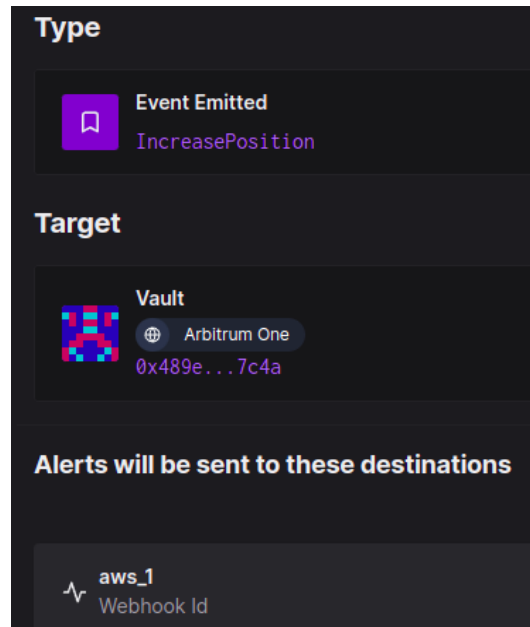 Type
Event Emitted
IncreasePosition
Target
Vault
Arbitrum One
0x489e...7c4a
Alerts will be sent to these destinations
aws_1
Webhook Id